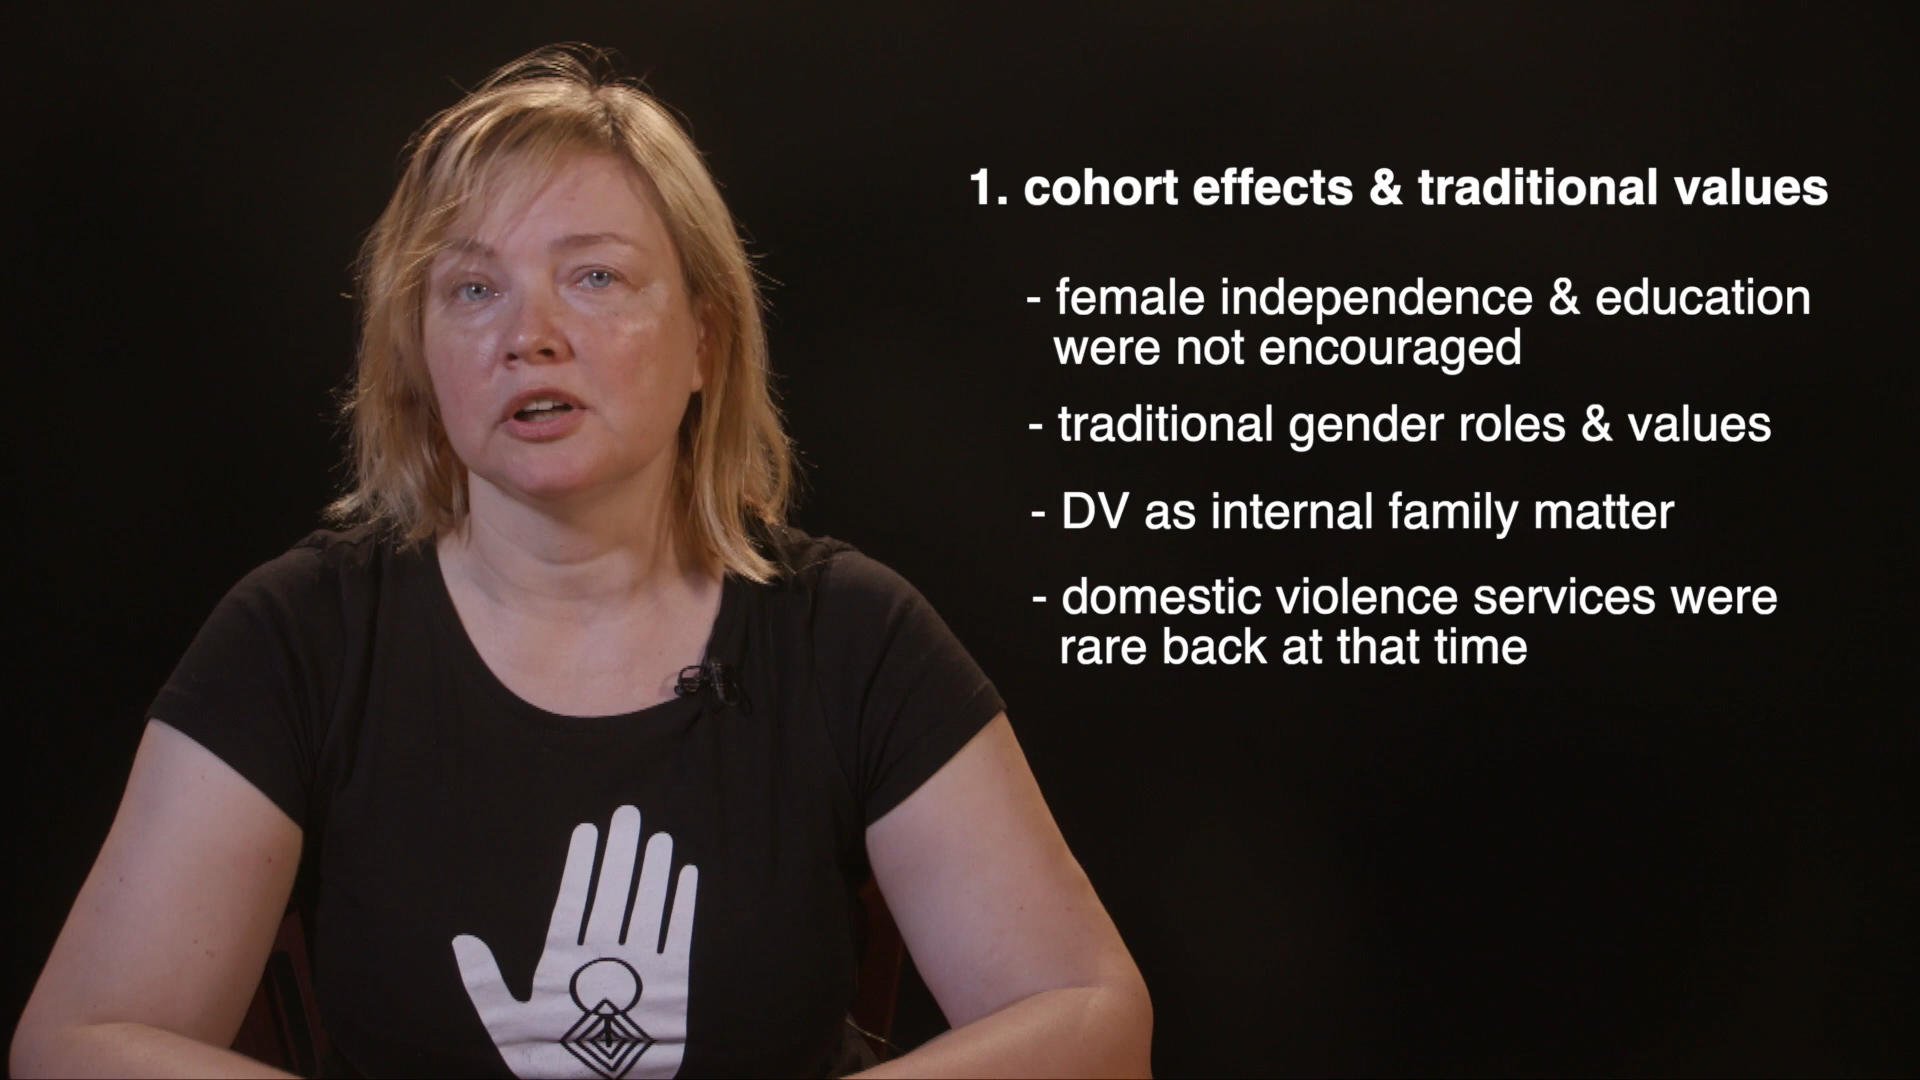 1. cohort effects & traditional values
- female independence & education
were not encouraged
- traditional gender roles & values
- DV as internal family matter
- domestic violence services were
rare back at that time